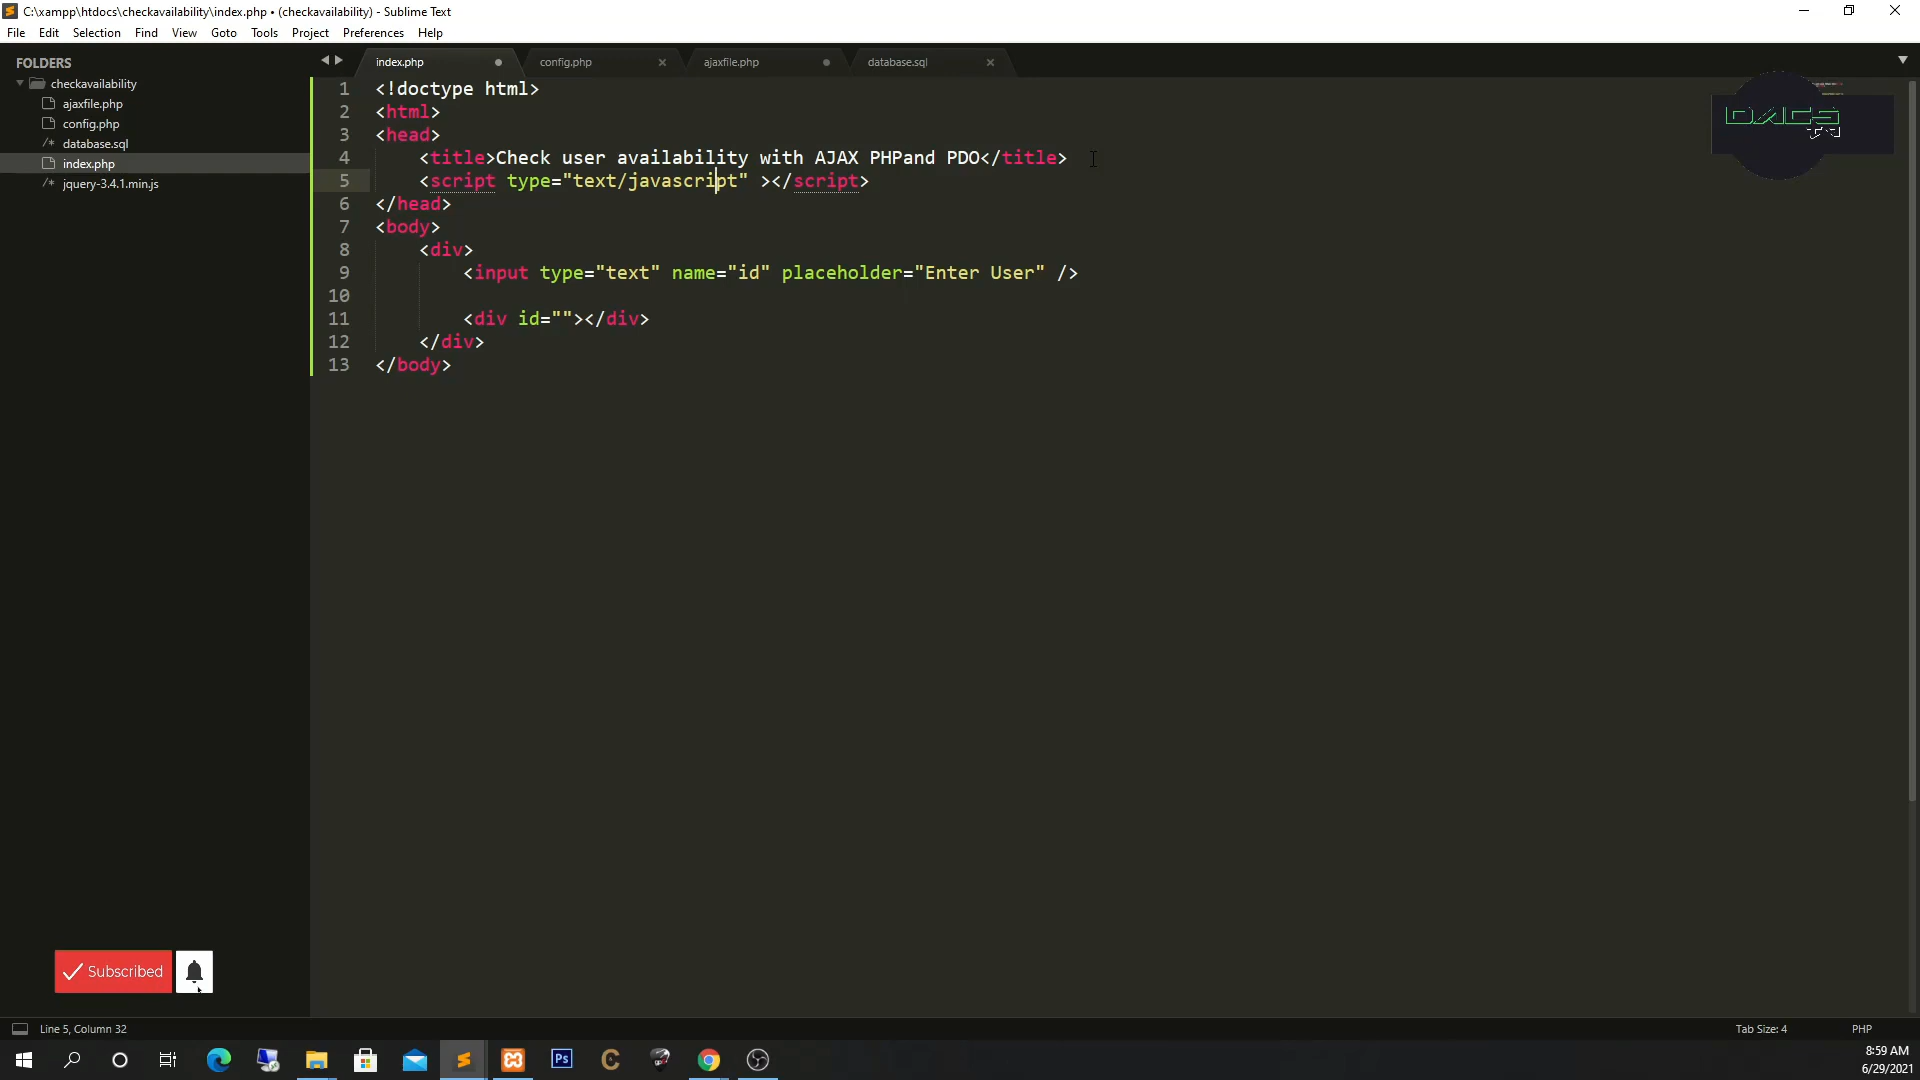 C:\xampp\htdocs\checkavailability\index.php • (checkavailability) - Sublime Text
File Edit Selection Find View Goto Tools Project Preferences Help
FOLDERS
checkavailability
ajaxfile.php
config.php
/* database.sql
index.php
/* jquery-3.4.1.min.js
index.php config.php ajaxfile.php database.sql
1 <!doctype html>
2 <html>
3 <head>
4 <title>Check user availability with AJAX PHPand PDO</title>
5 <script type="text/javascript" ></script>
6 </head>
7 <body>
8 <div>
9 <input type="text" name="id" placeholder="Enter User" />
10
11 <div id=""></div>
12 </div>
13 </body>
Subscribed
Line 5, Column 32
Tab Size: 4
PHP
Ps
8:59 AM
6/29/2021